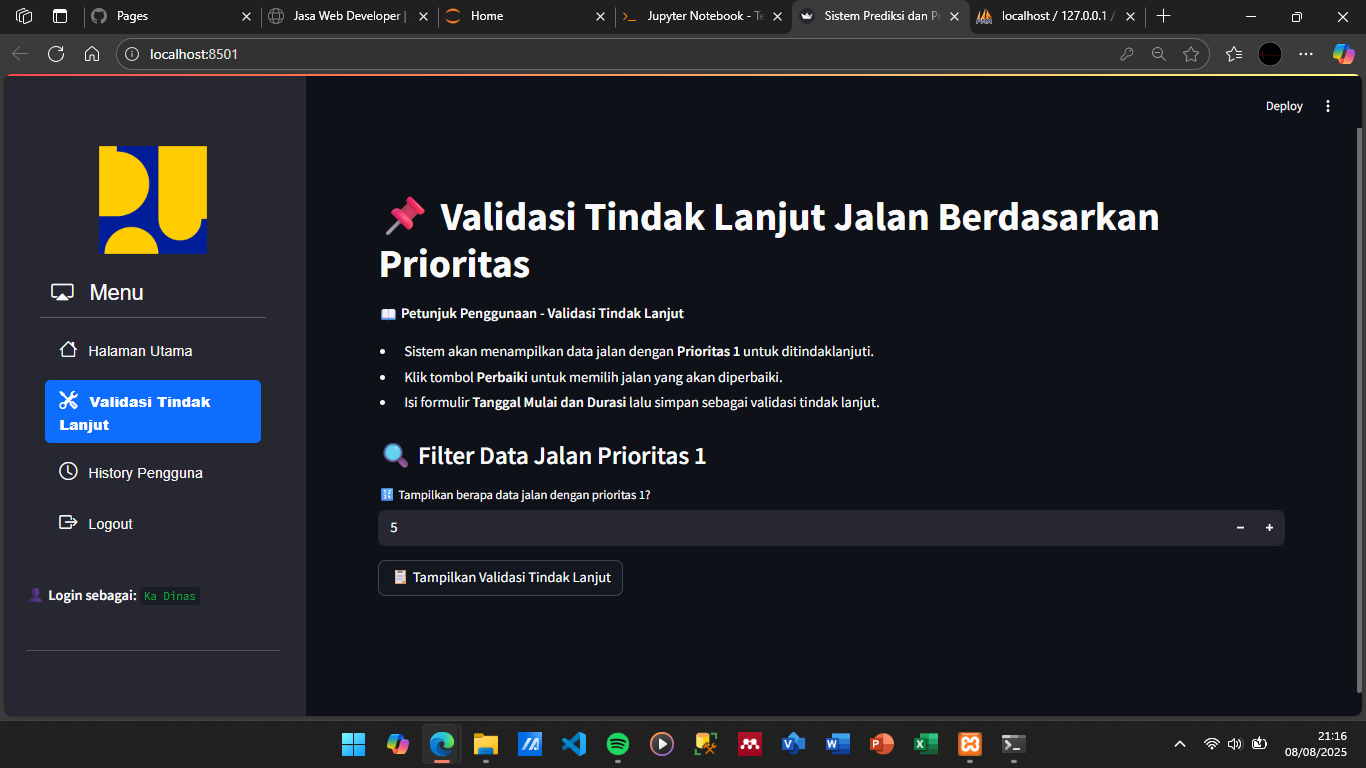 Pages
Jasa Web Developer |
Home
Jupyter Notebook - Te
Sistem Prediksi dan Pr
localhost / 127.0.0.1 /
localhost:8501
Deploy
Menu
Halaman Utama
Validasi Tindak
Lanjut
History Pengguna
Logout
Login sebagai: Ka Dinas
Validasi Tindak Lanjut Jalan Berdasarkan
Prioritas
Petunjuk Penggunaan - Validasi Tindak Lanjut
• Sistem akan menampilkan data jalan dengan Prioritas 1 untuk ditindaklanjuti.
• Klik tombol Perbaiki untuk memilih jalan yang akan diperbaiki.
• Isi formulir Tanggal Mulai dan Durasi lalu simpan sebagai validasi tindak lanjut.
Filter Data Jalan Prioritas 1
Tampilkan berapa data jalan dengan prioritas 1?
5
Tampilkan Validasi Tindak Lanjut
21:16
08/08/2025